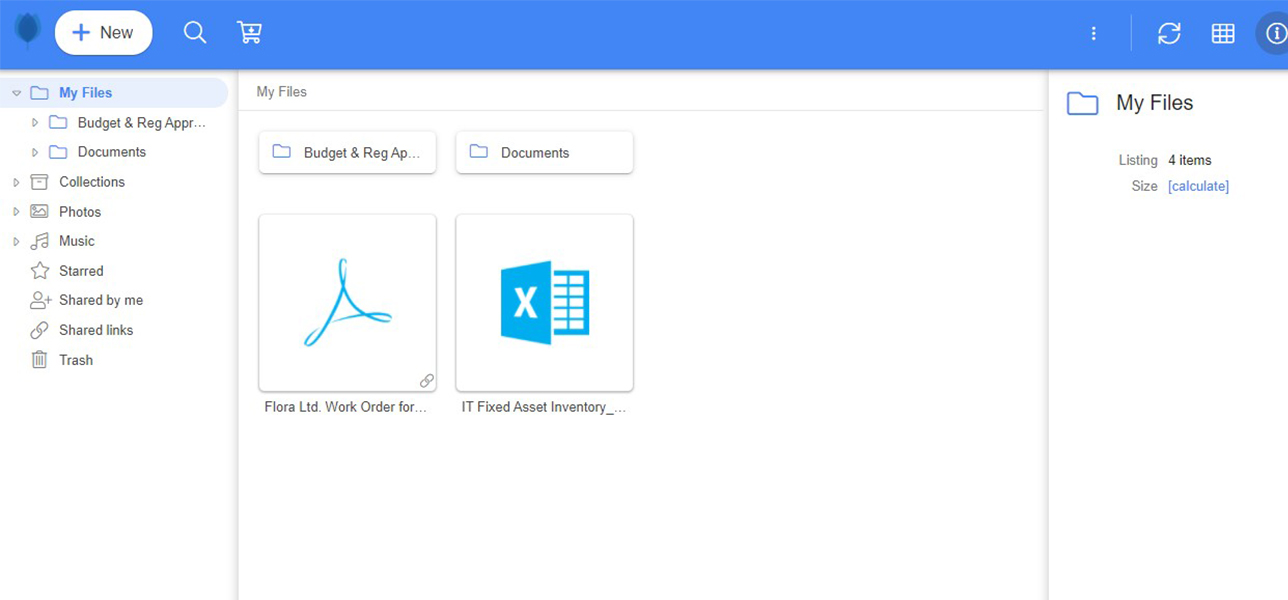 New
My Files
Budget & Reg Appr...
Documents
Collections
Photos
Music
Starred
Shared by me
Shared links
Trash
My Files
Budget & Reg Ap...
Documents
X
Flora Ltd. Work Order for...
IT Fixed Asset Inventory_...
My Files
Listing 4 items
Size [calculate]